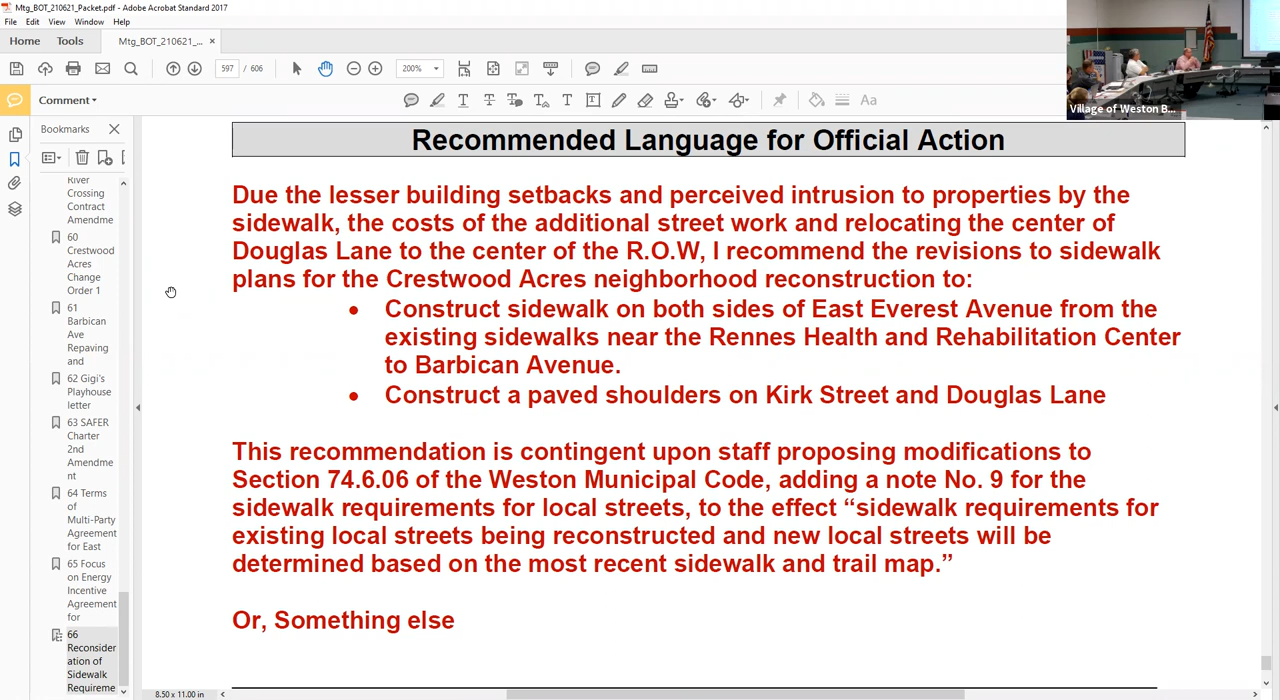 Mtg_BOT_210621_Packet.pdf - Adobe Acrobat Standard 2017
File Edit View Window Help
Home Tools Mtg_BOT_210621_... ×
597 / 606 200%
Comment
Aa
Village of Weston B...
Bookmarks
River
Crossing
Contract
Amendme
60
Crestwood
Acres
Change
Order 1
61
Barbican
Ave
Repaving
and
62 Gigi's
Playhouse
letter
63 SAFER
Charter
2nd
Amendme
nt
64 Terms
of
Multi-Party
Agreement
for East
65 Focus
on Energy
Incentive
Agreement
for
66
Reconsider
ation of
Sidewalk
Requireme
Recommended Language for Official Action
Due the lesser building setbacks and perceived intrusion to properties by the
sidewalk, the costs of the additional street work and relocating the center of
Douglas Lane to the center of the R.O.W, I recommend the revisions to sidewalk
plans for the Crestwood Acres neighborhood reconstruction to:
• Construct sidewalk on both sides of East Everest Avenue from the
existing sidewalks near the Rennes Health and Rehabilitation Center
to Barbican Avenue.
• Construct a paved shoulders on Kirk Street and Douglas Lane
This recommendation is contingent upon staff proposing modifications to
Section 74.6.06 of the Weston Municipal Code, adding a note No. 9 for the
sidewalk requirements for local streets, to the effect “sidewalk requirements for
existing local streets being reconstructed and new local streets will be
determined based on the most recent sidewalk and trail map.”
Or, Something else
8.50 x 11.00 in